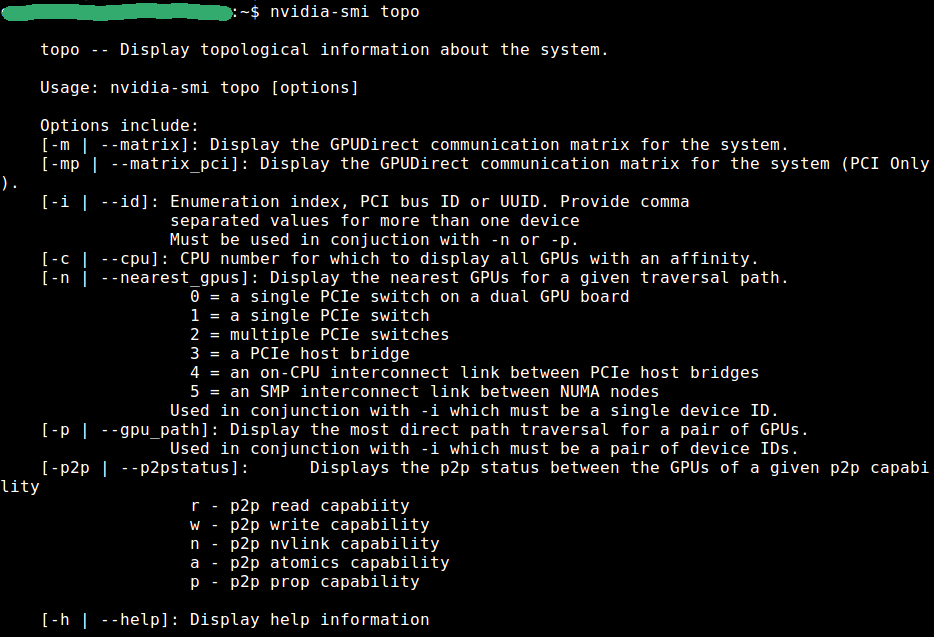 :~$ nvidia-smi topo
topo -- Display topological information about the system.
Usage: nvidia-smi topo [options]
Options include:
[-m | --matrix]: Display the GPUDirect communication matrix for the system.
[-mp | --matrix_pci]: Display the GPUDirect communication matrix for the system (PCI Only
).
[-i | --id]: Enumeration index, PCI bus ID or UUID. Provide comma
separated values for more than one device
Must be used in conjuction with -n or -p.
[-c | --cpu]: CPU number for which to display all GPUs with an affinity.
[-n | --nearest_gpus]: Display the nearest GPUs for a given traversal path.
0 = a single PCIe switch on a dual GPU board
1 = a single PCIe switch
2 = multiple PCIe switches
3 = a PCIe host bridge
4 = an on-CPU interconnect link between PCIe host bridges
5 = an SMP interconnect link between NUMA nodes
Used in conjunction with -i which must be a single device ID.
[-p | --gpu_path]: Display the most direct path traversal for a pair of GPUs.
Used in conjunction with -i which must be a pair of device IDs.
[-p2p | --p2pstatus]:      Displays the p2p status between the GPUs of a given p2p capabi
lity
r - p2p read capabiity
w - p2p write capability
n - p2p nvlink capability
a - p2p atomics capability
p - p2p prop capability
[-h | --help]: Display help information